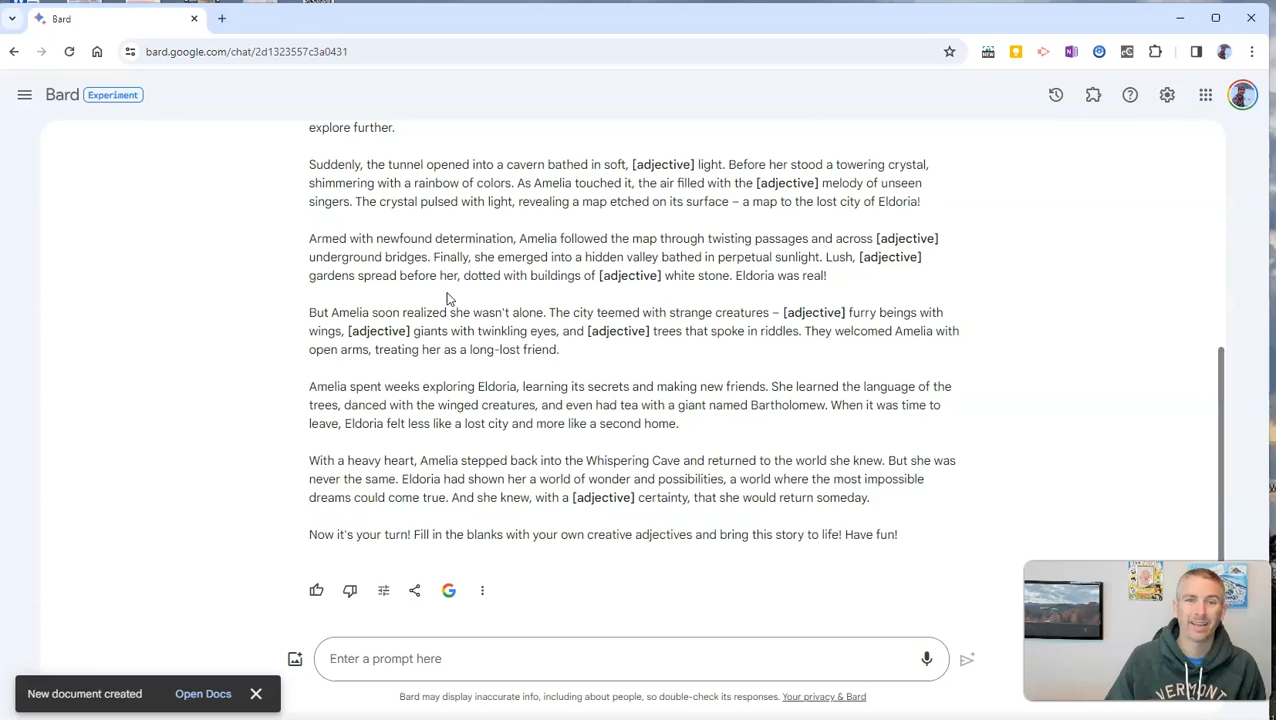 Bard
bard.google.com/chat/2d1323557c3a0431
Bard Experiment
explore further.
Suddenly, the tunnel opened into a cavern bathed in soft, [adjective] light. Before her stood a towering crystal,
shimmering with a rainbow of colors. As Amelia touched it, the air filled with the [adjective] melody of unseen
singers. The crystal pulsed with light, revealing a map etched on its surface – a map to the lost city of Eldoria!
Armed with newfound determination, Amelia followed the map through twisting passages and across [adjective]
underground bridges. Finally, she emerged into a hidden valley bathed in perpetual sunlight. Lush, [adjective]
gardens spread before her, dotted with buildings of [adjective] white stone. Eldoria was real!
But Amelia soon realized she wasn't alone. The city teemed with strange creatures – [adjective] furry beings with
wings, [adjective] giants with twinkling eyes, and [adjective] trees that spoke in riddles. They welcomed Amelia with
open arms, treating her as a long-lost friend.
Amelia spent weeks exploring Eldoria, learning its secrets and making new friends. She learned the language of the
trees, danced with the winged creatures, and even had tea with a giant named Bartholomew. When it was time to
leave, Eldoria felt less like a lost city and more like a second home.
With a heavy heart, Amelia stepped back into the Whispering Cave and returned to the world she knew. But she was
never the same. Eldoria had shown her a world of wonder and possibilities, a world where the most impossible
dreams could come true. And she knew, with a [adjective] certainty, that she would return someday.
Now it's your turn! Fill in the blanks with your own creative adjectives and bring this story to life! Have fun!
Enter a prompt here
New document created Open Docs
Bard may display inaccurate info, including about people, so double-check its responses. Your privacy & Bard
VERMONT